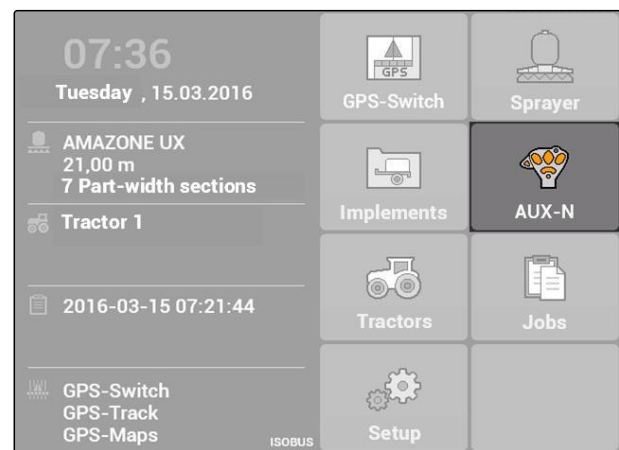 07:36
Tuesday , 15.03.2016
AMAZONE UX
21,00 m
7 Part-width sections
Tractor 1
2016-03-15 07:21:44
GPS-Switch
GPS-Track
GPS-Maps
ISOBUS
GPS
GPS-Switch
Sprayer
Implements
AUX-N
Tractors
Jobs
Setup